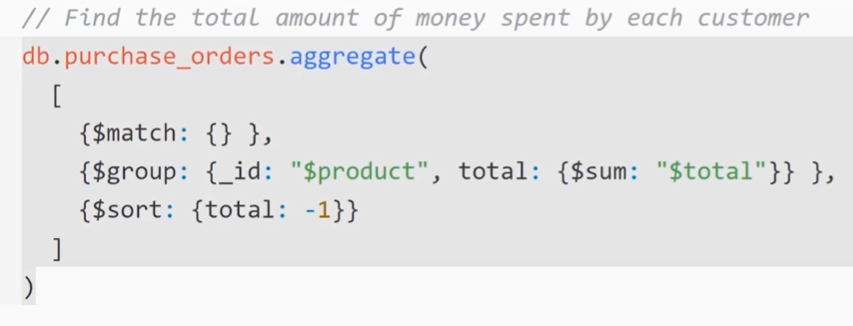 // Find the total amount of money spent by each customer
db.purchase_orders.aggregate(
[
{$match: {} },
{$group: {_id: "$product", total: {$sum: "$total"}} },
{$sort: {total: -1}}
]
)